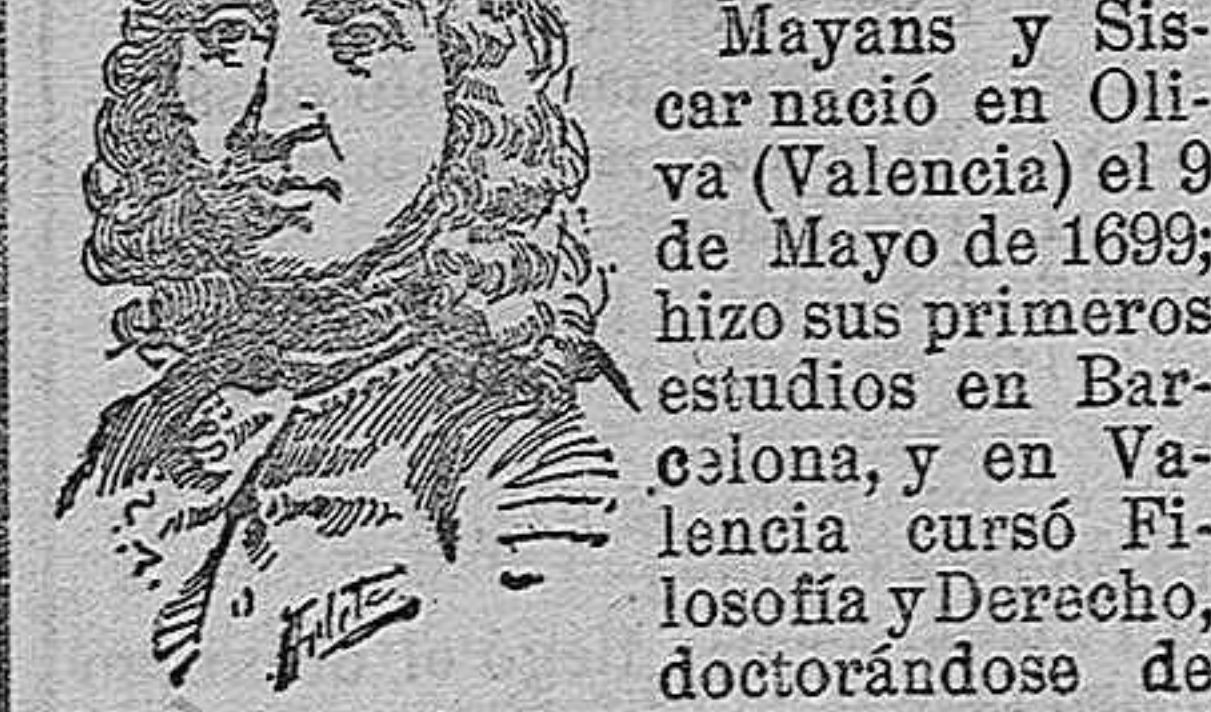 Mayans y Sis-
car nació en Oli-
va (Valencia) el 9
de Mayo de 1699;
hizo sus primeros
estudios en Bar-
celona, y en Va-
lencia cursó Fi-
losofía y Derecho,
doctorándose de